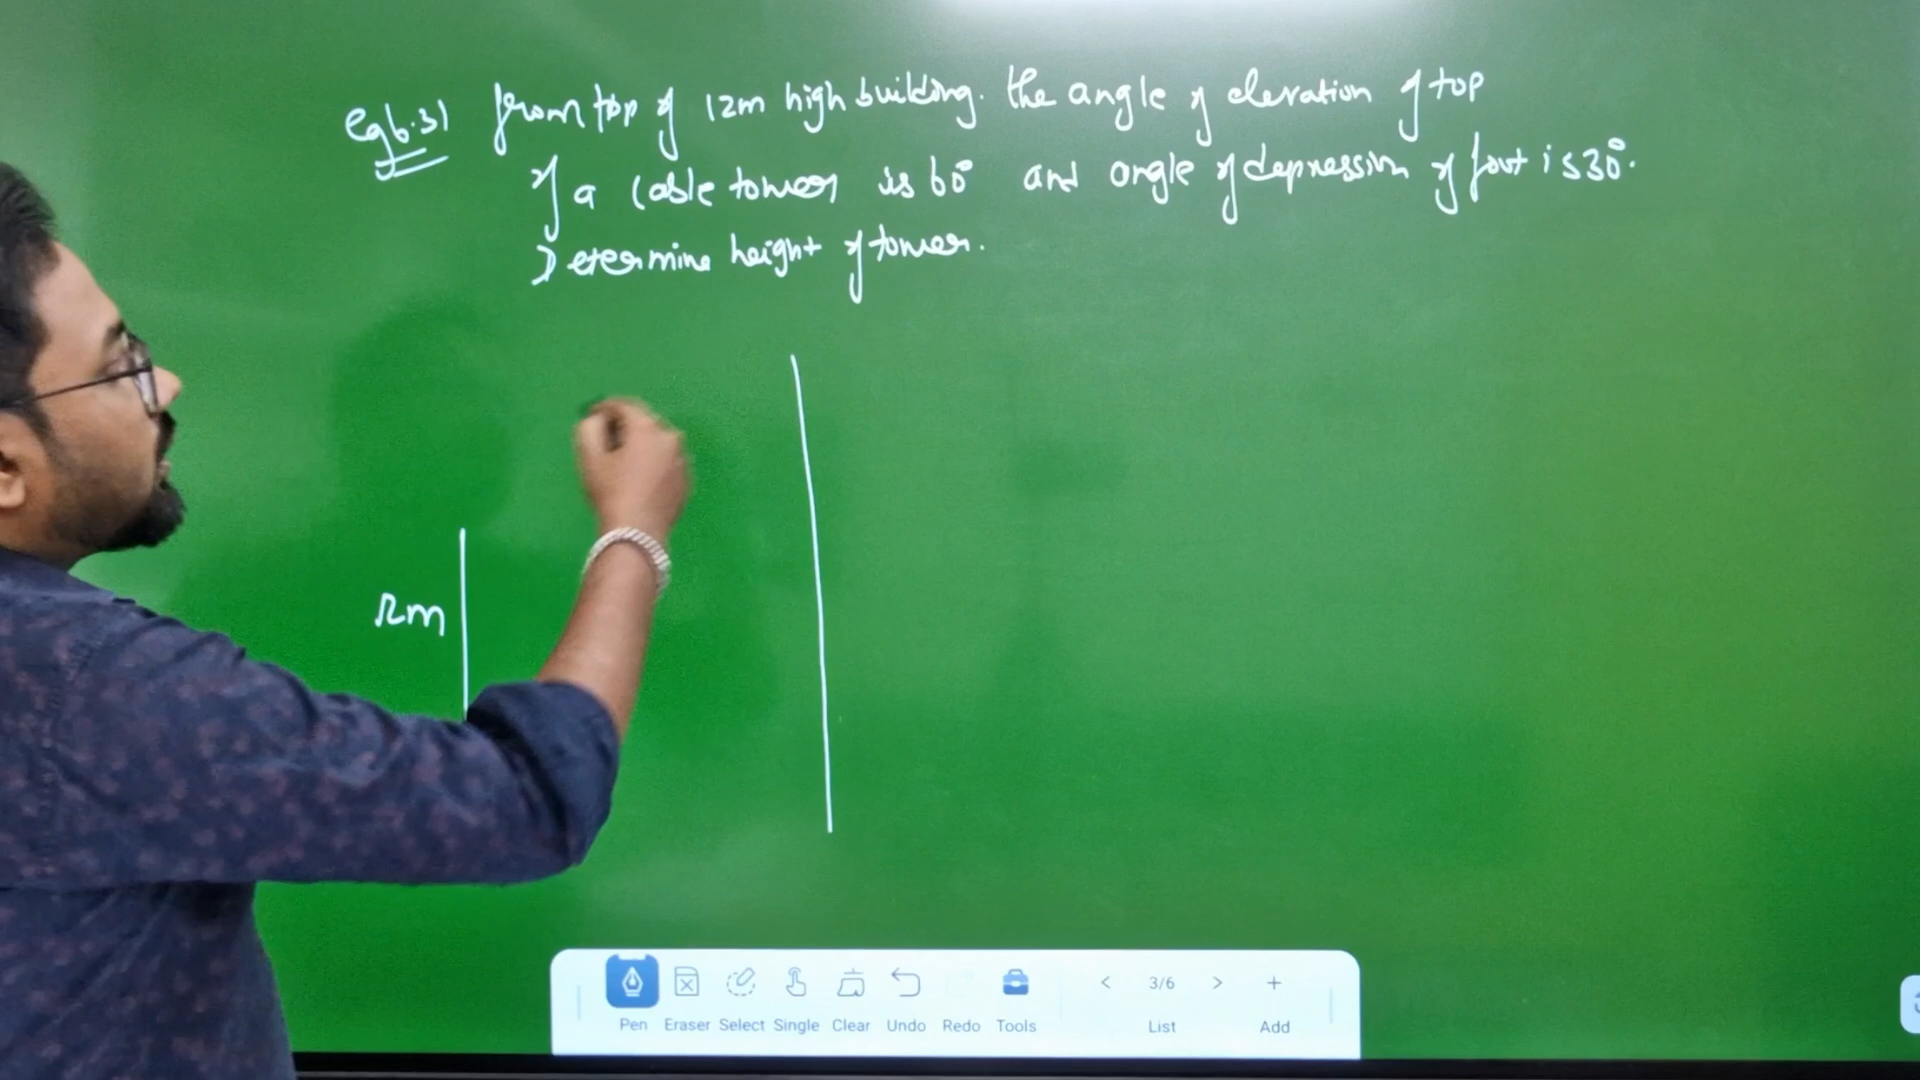 eg 6.31 from top of 12m high building. the angle of elevation of top
of a cable tower is 60° and angle of depression of foot is 30°.
Determine height of tower.
12m
Pen Eraser Select Single Clear Undo Redo Tools < 3/6 > +
List Add